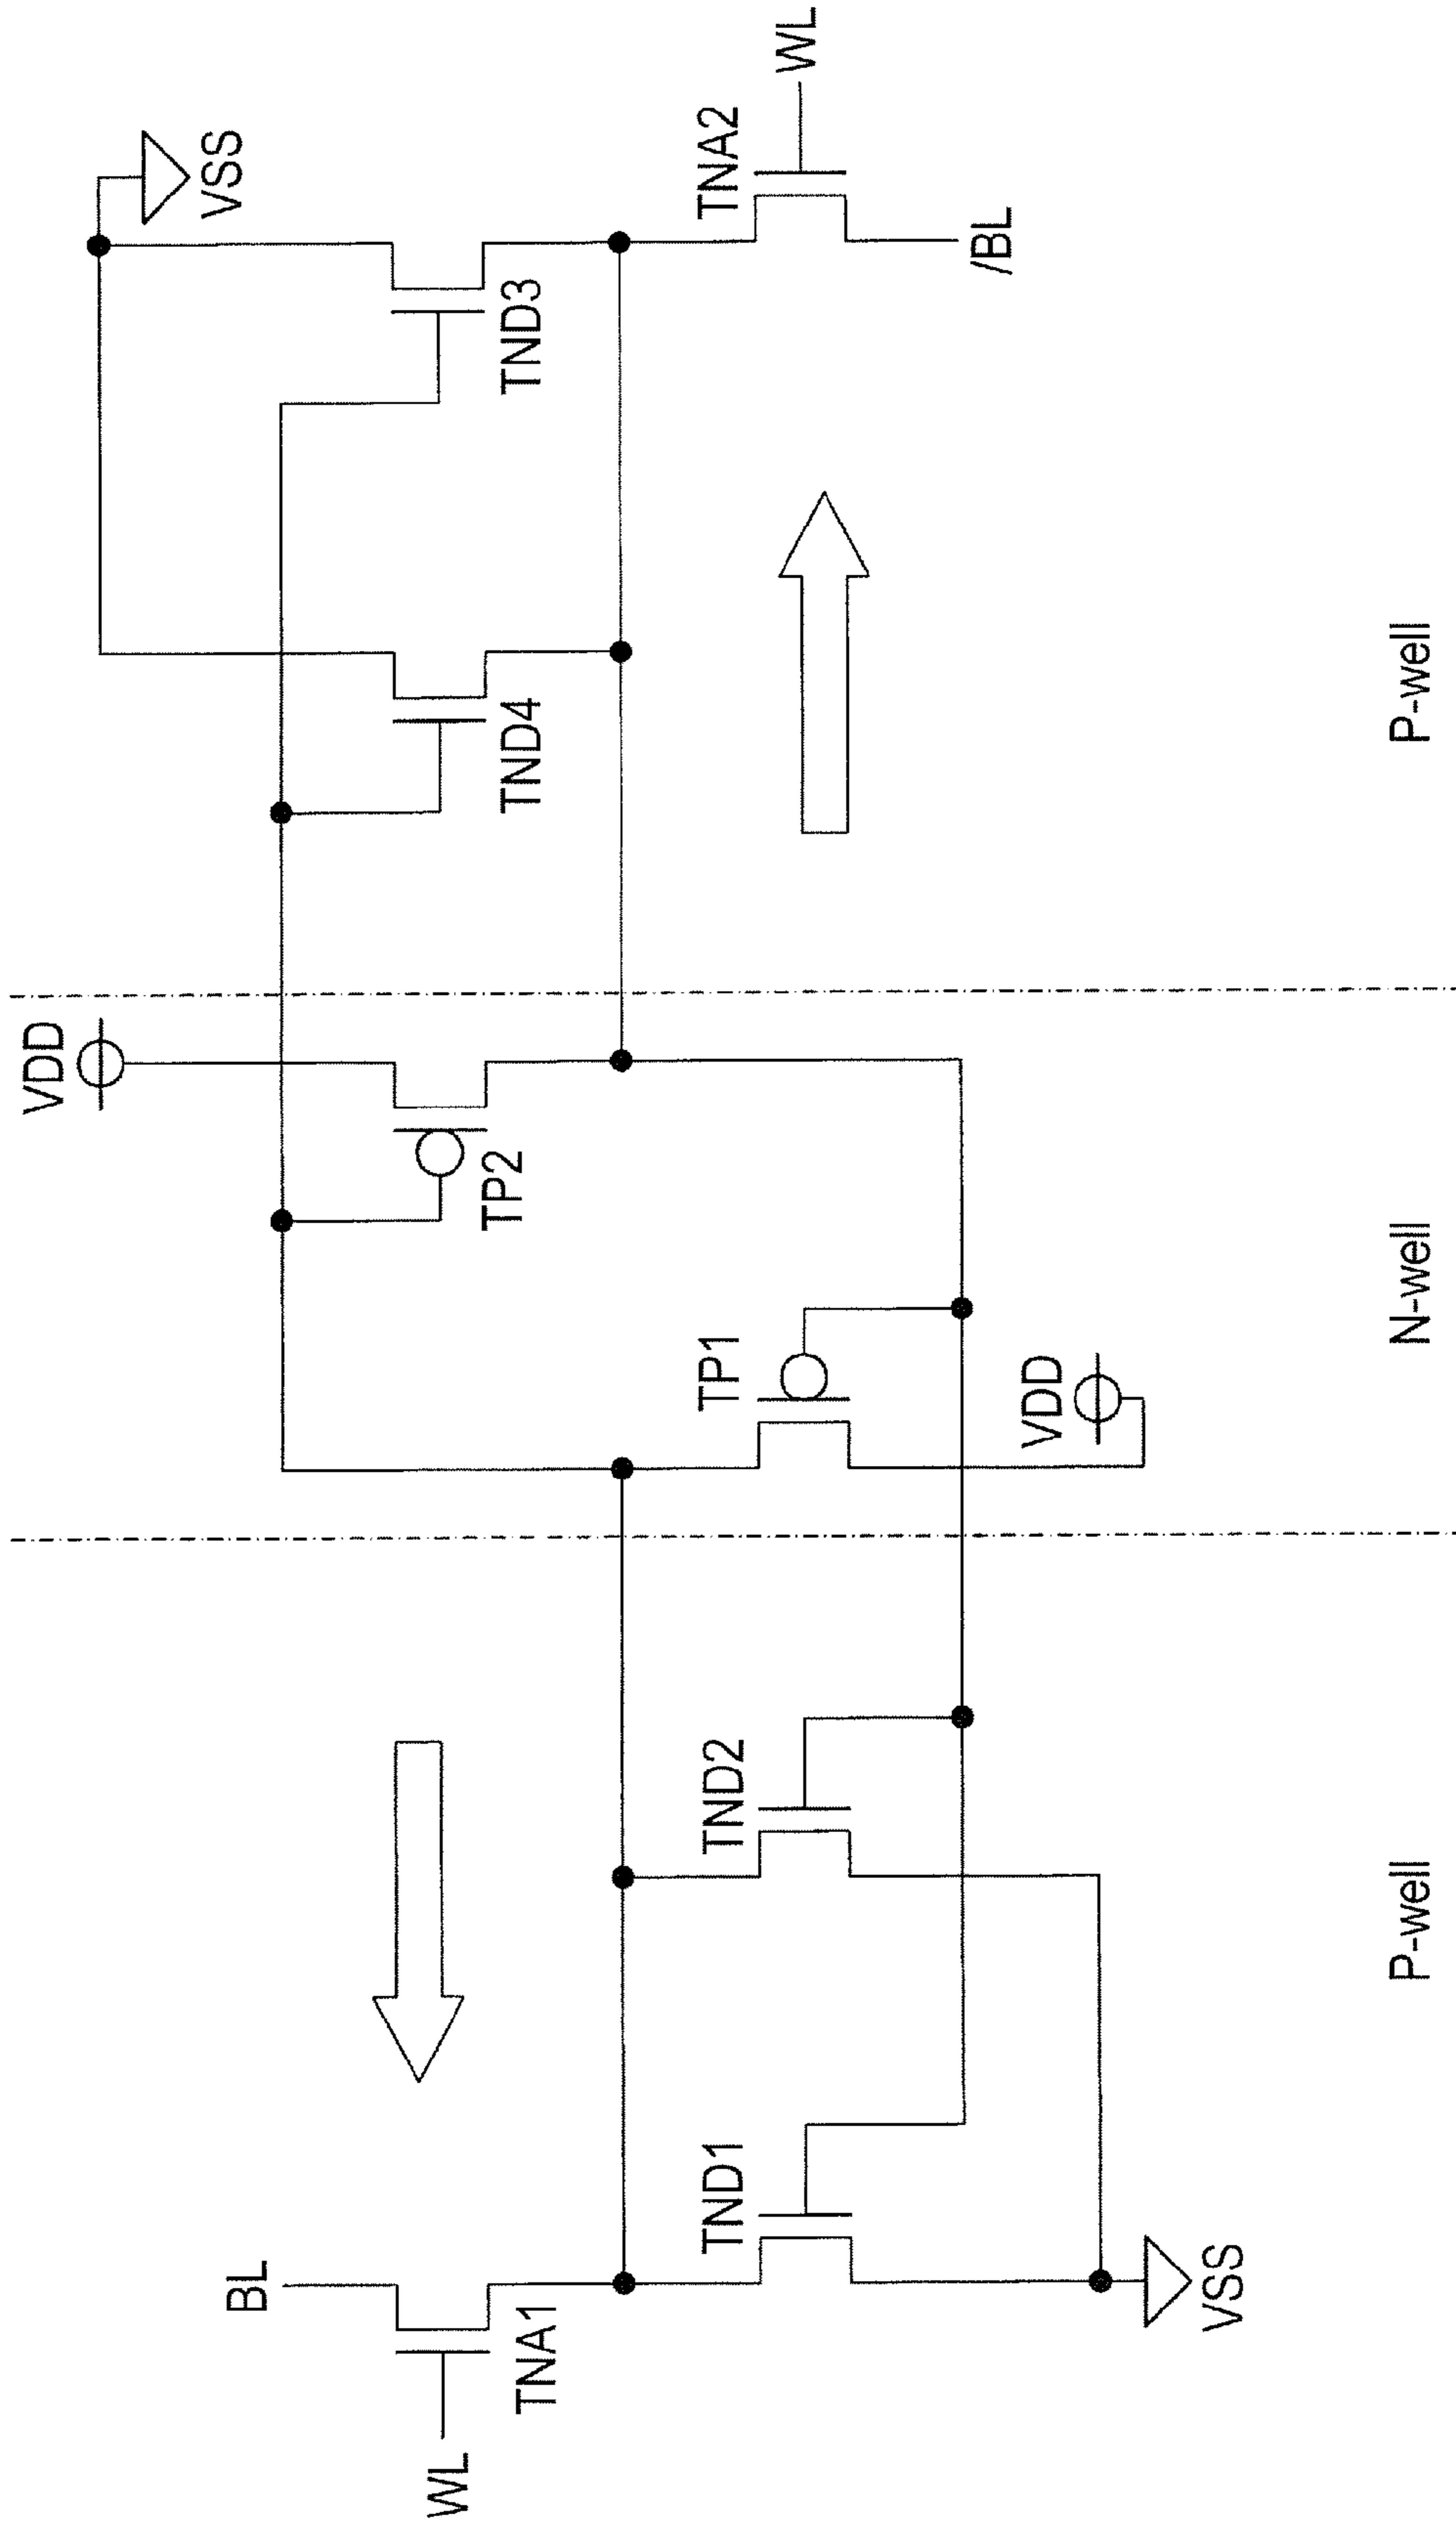 VDD
VSS
BL
WL
TNA1
TP2
TND4
TND3
TND1
TND2
TP1
TNA2
WL
/BL
VDD
VSS
P-well
N-well
P-well